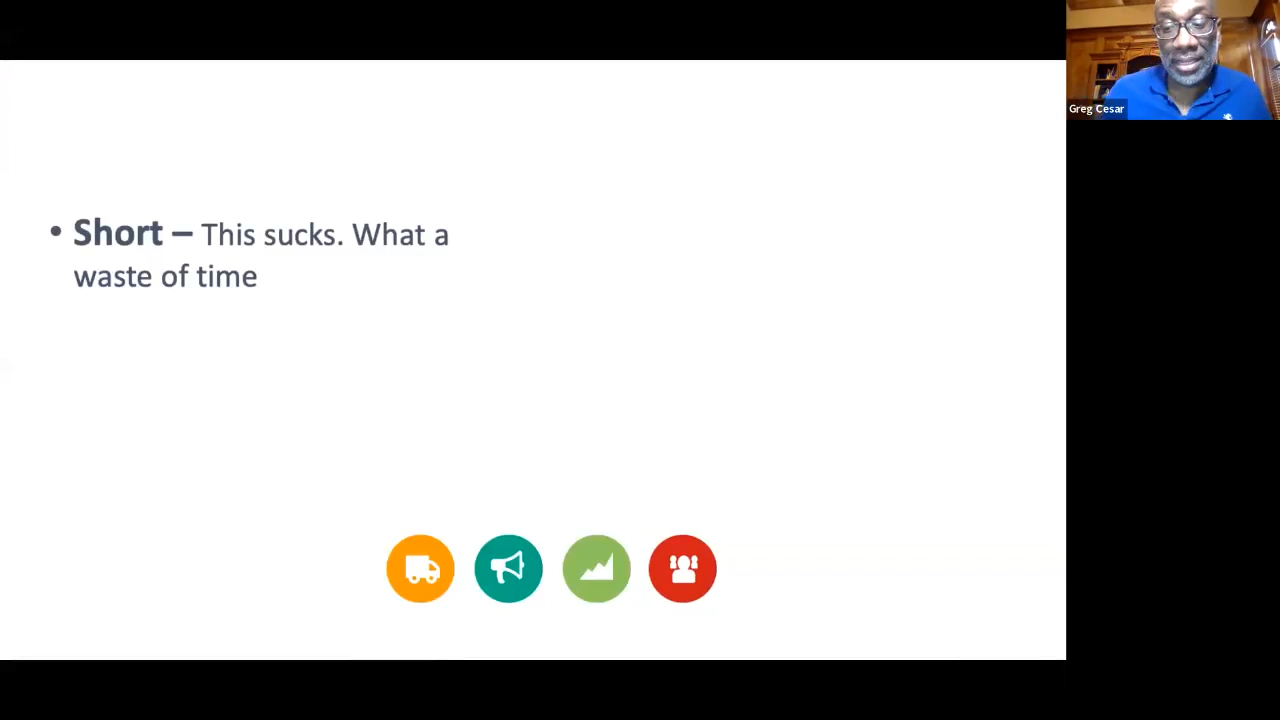 • Short – This sucks. What a
waste of time
Greg Cesar